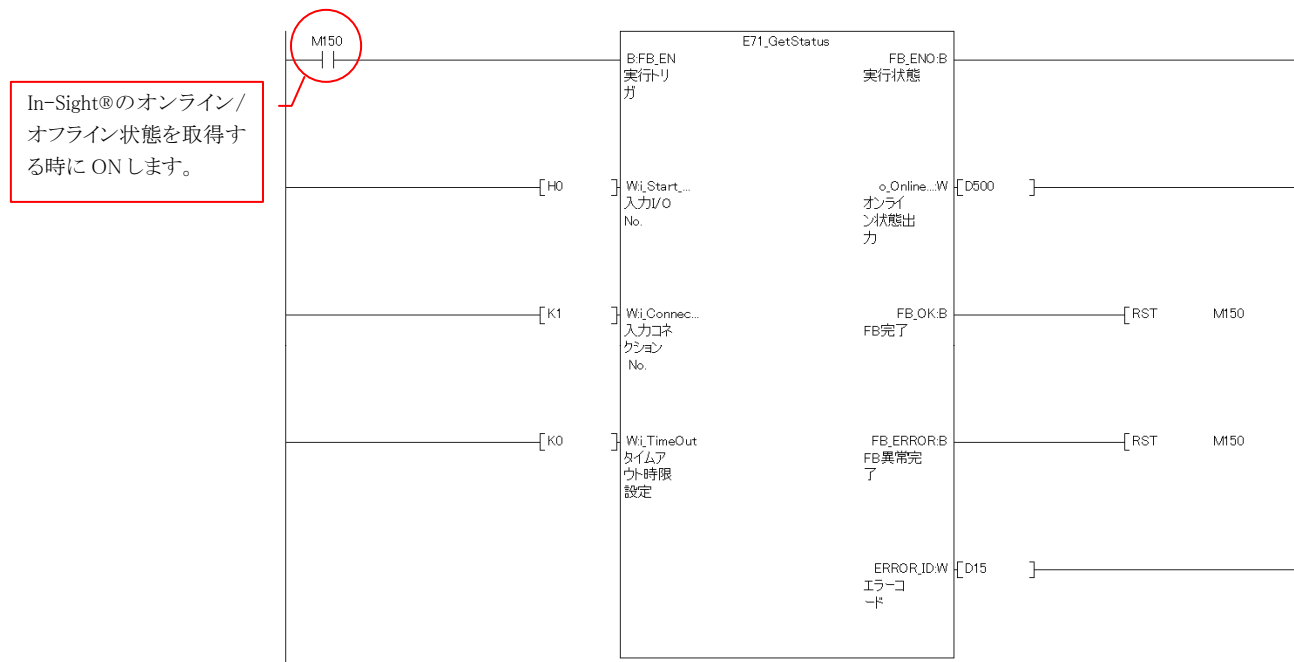 M150
E71_GetStatus
B:FB_EN
実行トリ
ガ
FB_ENO:B
実行状態
In-Sight®のオンライン/
オフライン状態を取得す
る時に ON します。
[ H0 ]
W:i_Start_...
入力I/O
No.
o_Online...:W
オンライ
ン状態出
力
[ D500 ]
[ K1 ]
W:i_Connec...
入力コネ
クション
No.
FB_OK:B
FB完了
[ RST M150
[ K0 ]
W:i_TimeOut
タイムア
ウト時限
設定
FB_ERROR:B
FB異常完
了
[ RST M150
ERROR_ID:W
エラーコ
ード
[ D15 ]